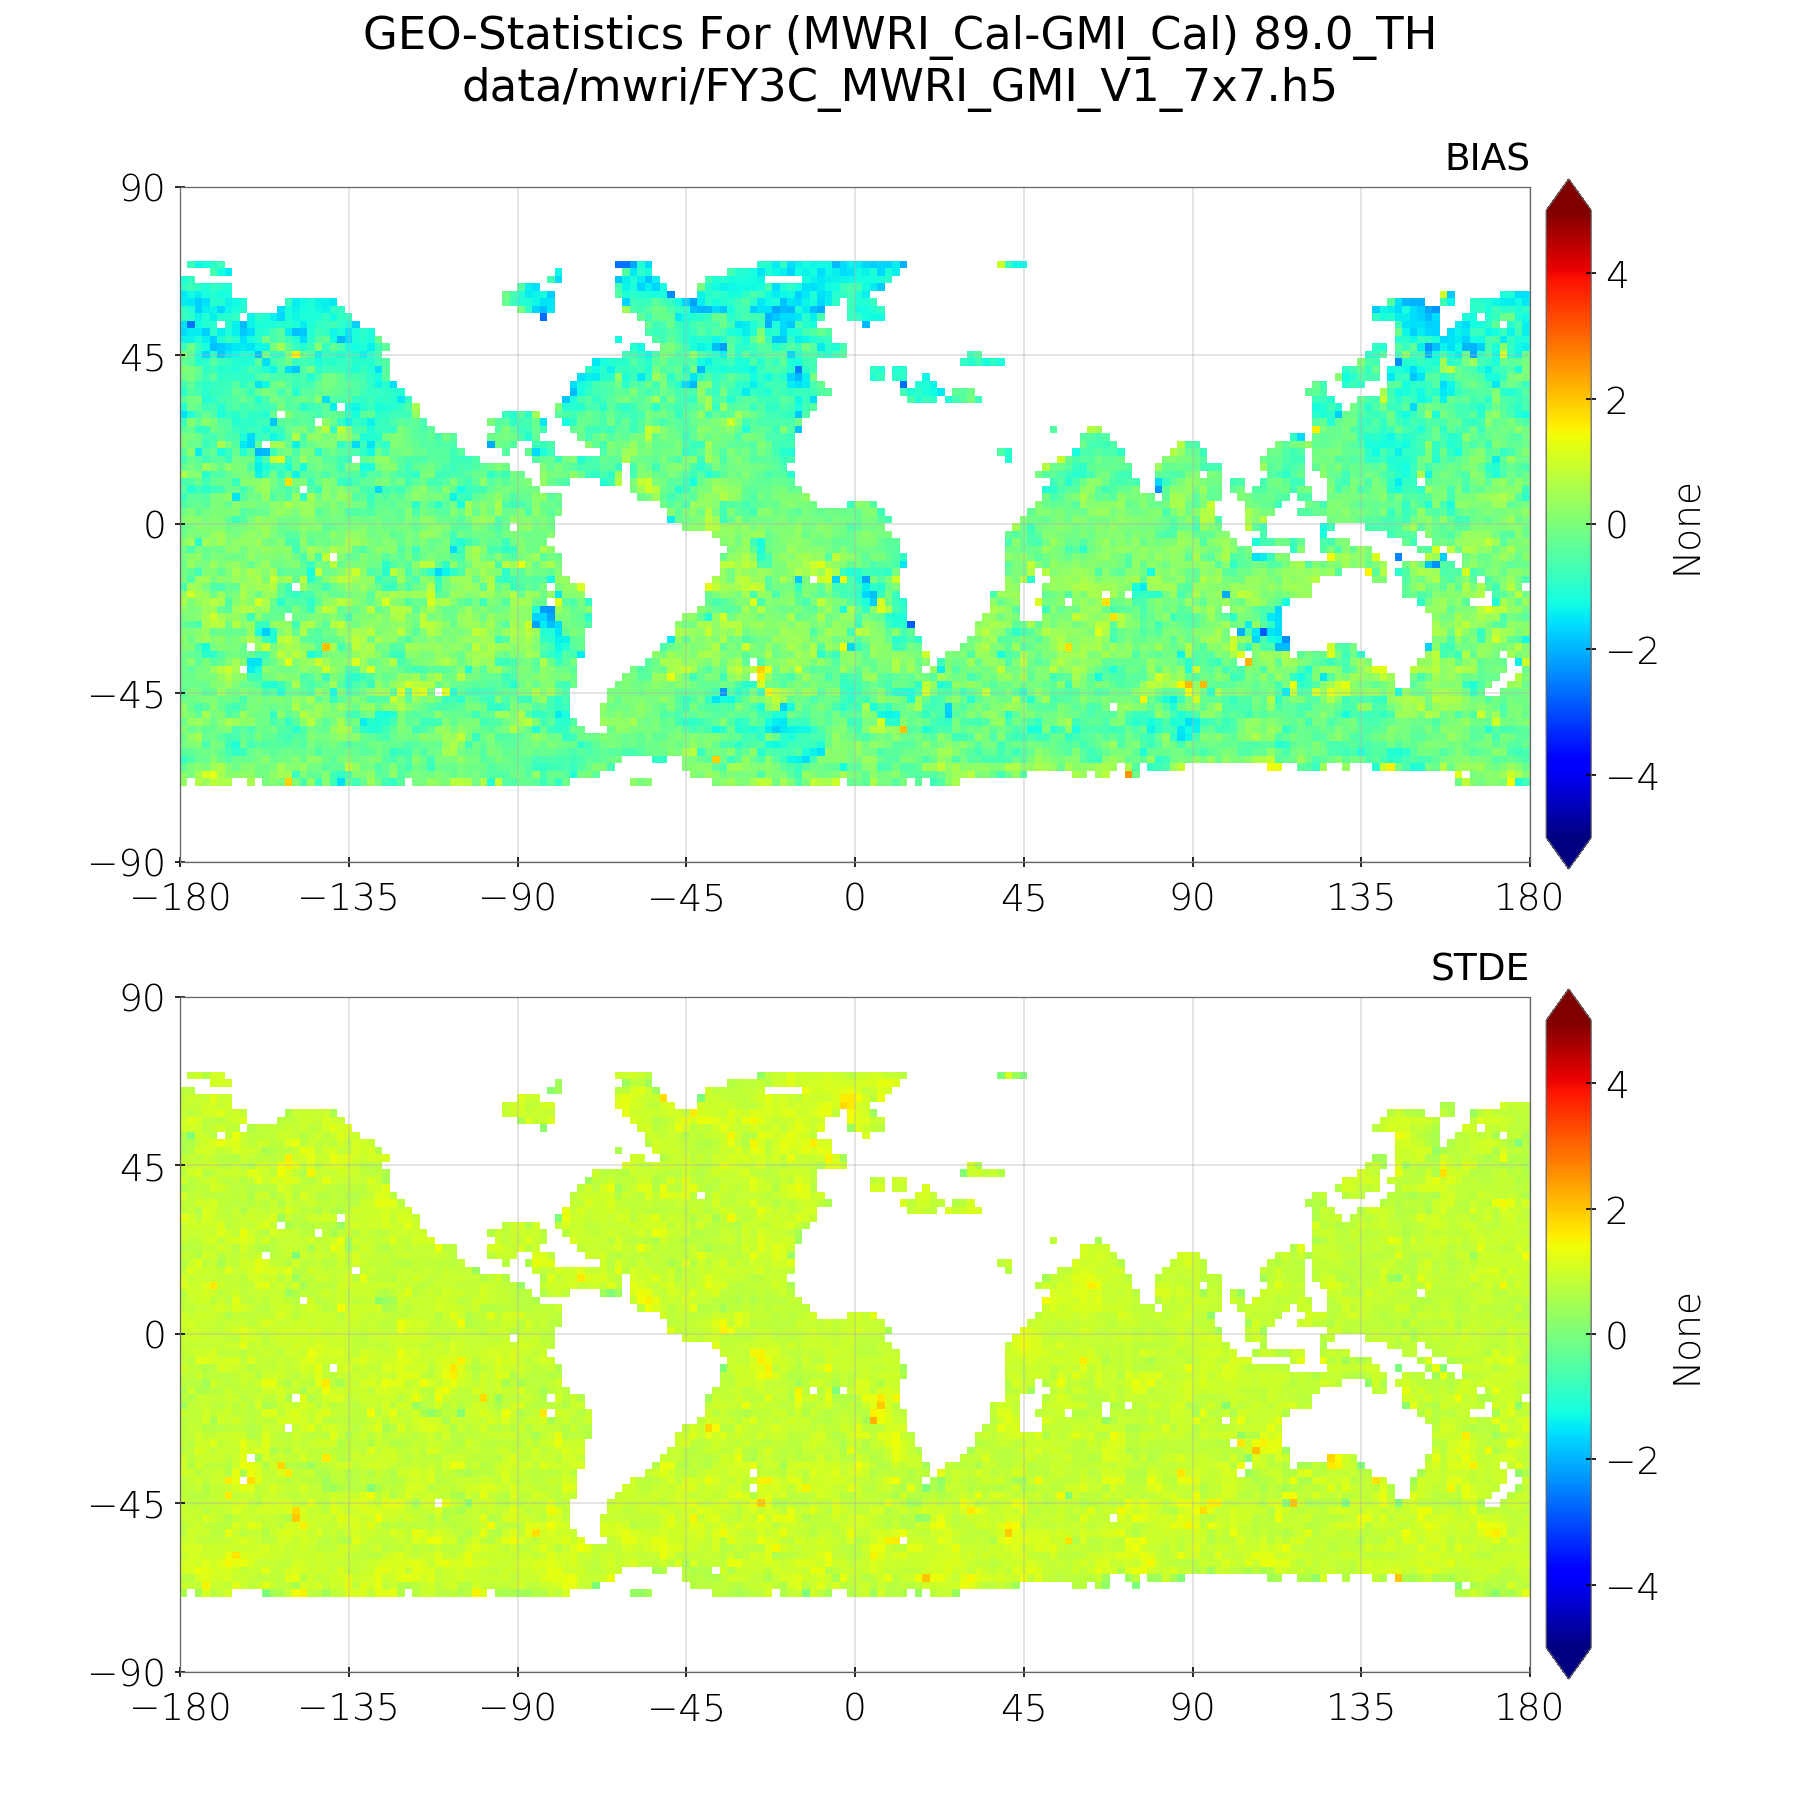 GEO-Statistics For (MWRI_Cal-GMI_Cal) 89.0_TH
data/mwri/FY3C_MWRI_GMI_V1_7x7.h5
BIAS
90
45
0
−45
−90
−180 −135 −90 −45 0 45 90 135 180
4
2
0
−2
−4
None
STDE
90
45
0
−45
−90
−180 −135 −90 −45 0 45 90 135 180
4
2
0
−2
−4
None